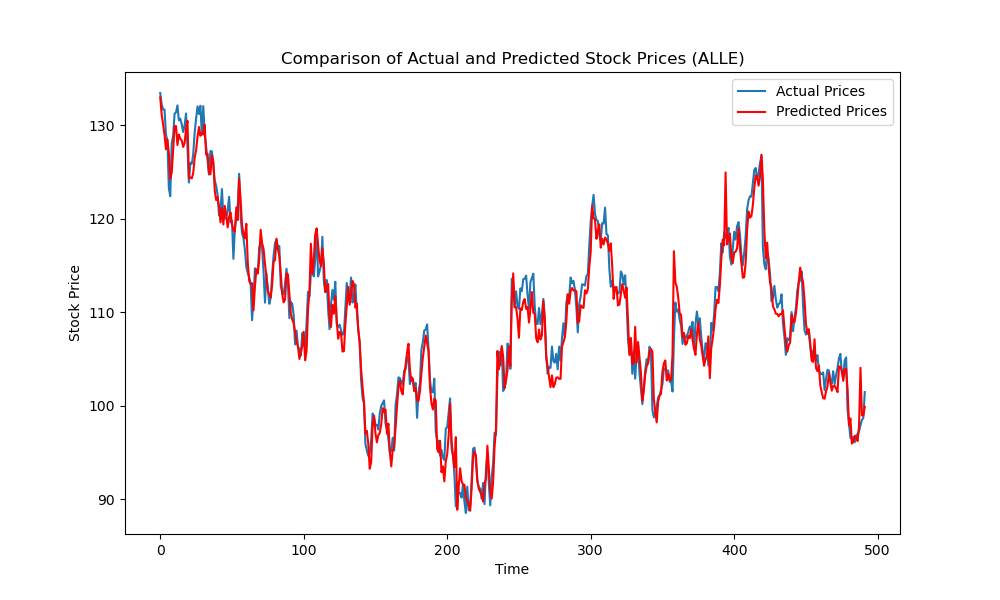 Comparison of Actual and Predicted Stock Prices (ALLE)
Actual Prices
Predicted Prices
130
120
110
100
90
Stock Price
0 100 200 300 400 500
Time